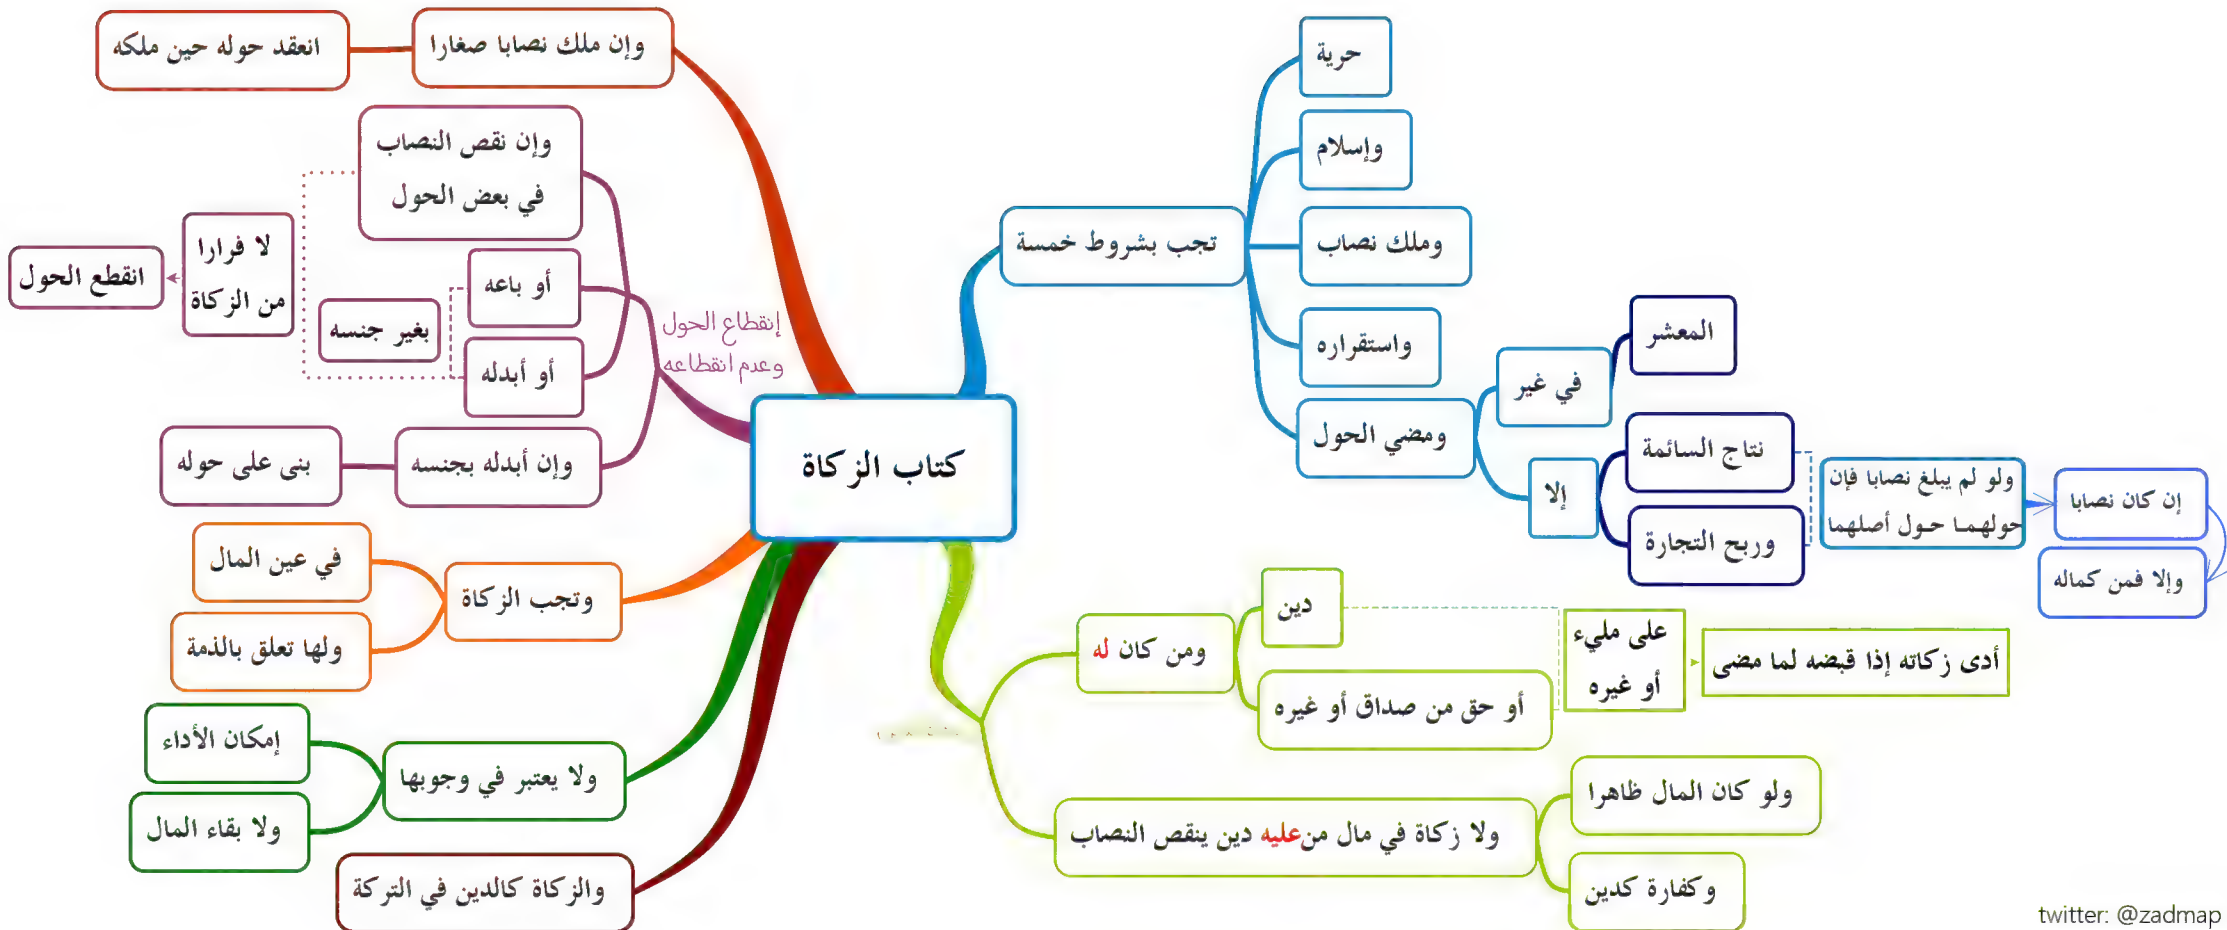 كتاب الزكاة
تجب بشروط خمسة
حرية
وإسلام
وملك نصاب
واستقراره
ومضي الحول
في غير
المعشر
إلا
نتاج السائمة
وربح التجارة
ولو لم يبلغ نصابا فإن
حولهما حول أصلهما
إن كان نصابا
وإلا فمن كماله
ومن كان له
دين
أو حق من صداق أو غيره
على مليء
أو غيره
أدى زكاته إذا قبضه لما مضى
ولا زكاة في مال من عليه دين ينقص النصاب
ولو كان المال ظاهرا
وكفارة كدين
وإن ملك نصابا صغارا
انعقد حوله حين ملكه
إنقطاع الحول
وعدم انقطاعه
وإن نقص النصاب
في بعض الحول
أو باعه
أو أبدله
بغير جنسه
لا فرارا
من الزكاة
انقطع الحول
وإن أبدله بجنسه
بنى على حوله
وتجب الزكاة
في عين المال
ولها تعلق بالذمة
ولا يعتبر في وجوبها
إمكان الأداء
ولا بقاء المال
والزكاة كالدين في التركة
twitter: @zadmap